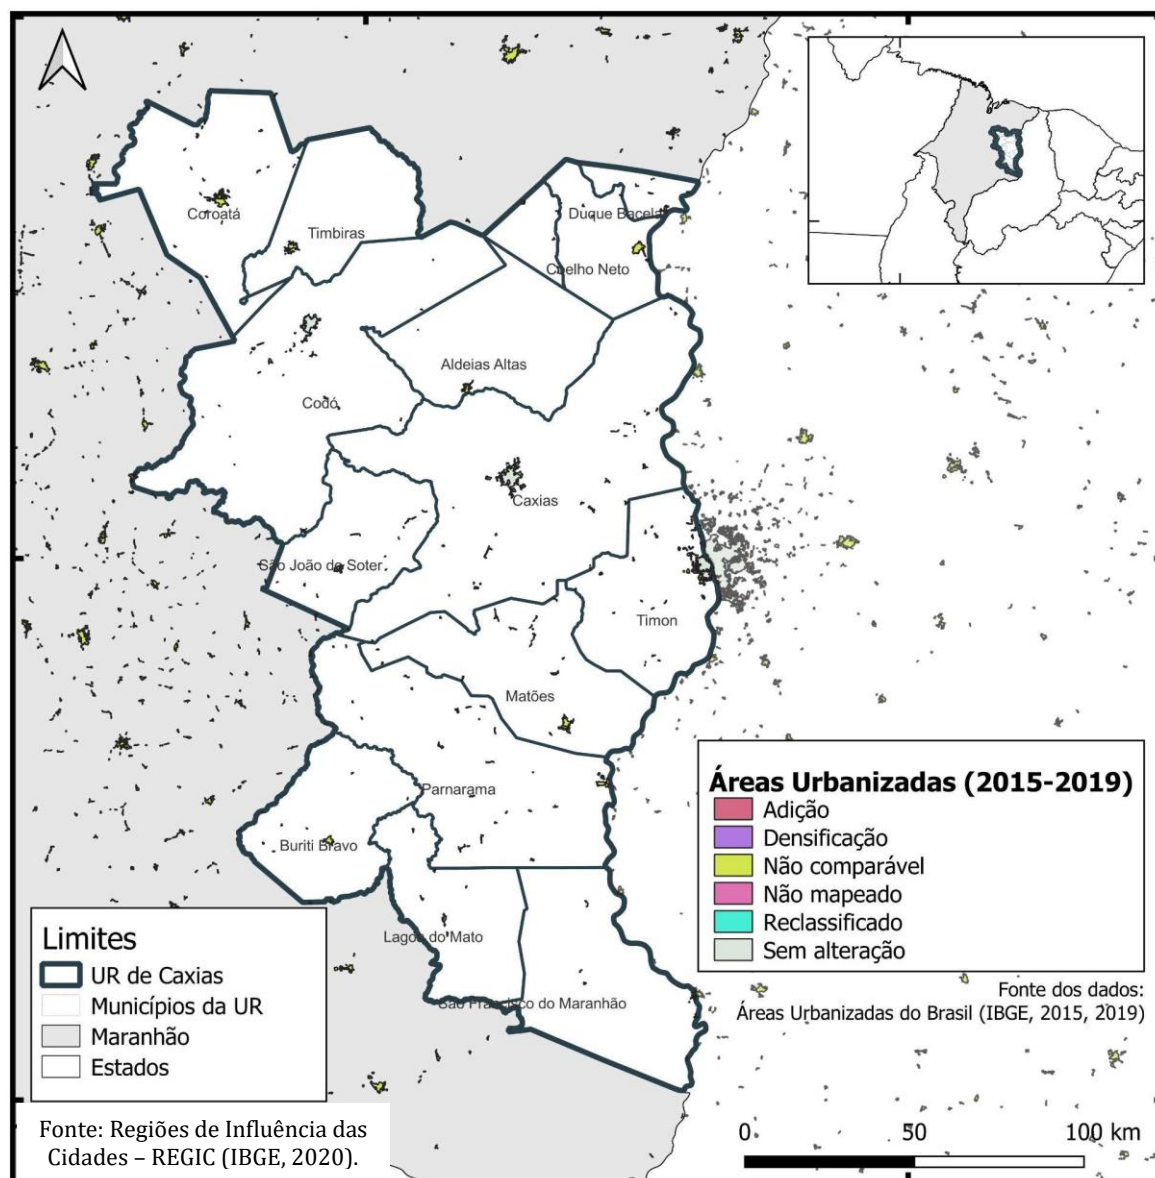 Coroatá
Timbiras
Duque Bacelar
Coelho Neto
Aldeias Altas
Codó
Caxias
São João do Soter
Timon
Matões
Parnarama
Buriti Bravo
Lagoa do Mato
São Francisco do Maranhão
Limites
UR de Caxias
Municípios da UR
Maranhão
Estados
Fonte: Regiões de Influência das
Cidades – REGIC (IBGE, 2020).
Áreas Urbanizadas (2015-2019)
Adição
Densificação
Não comparável
Não mapeado
Reclassificado
Sem alteração
Fonte dos dados:
Áreas Urbanizadas do Brasil (IBGE, 2015, 2019)
0 50 100 km